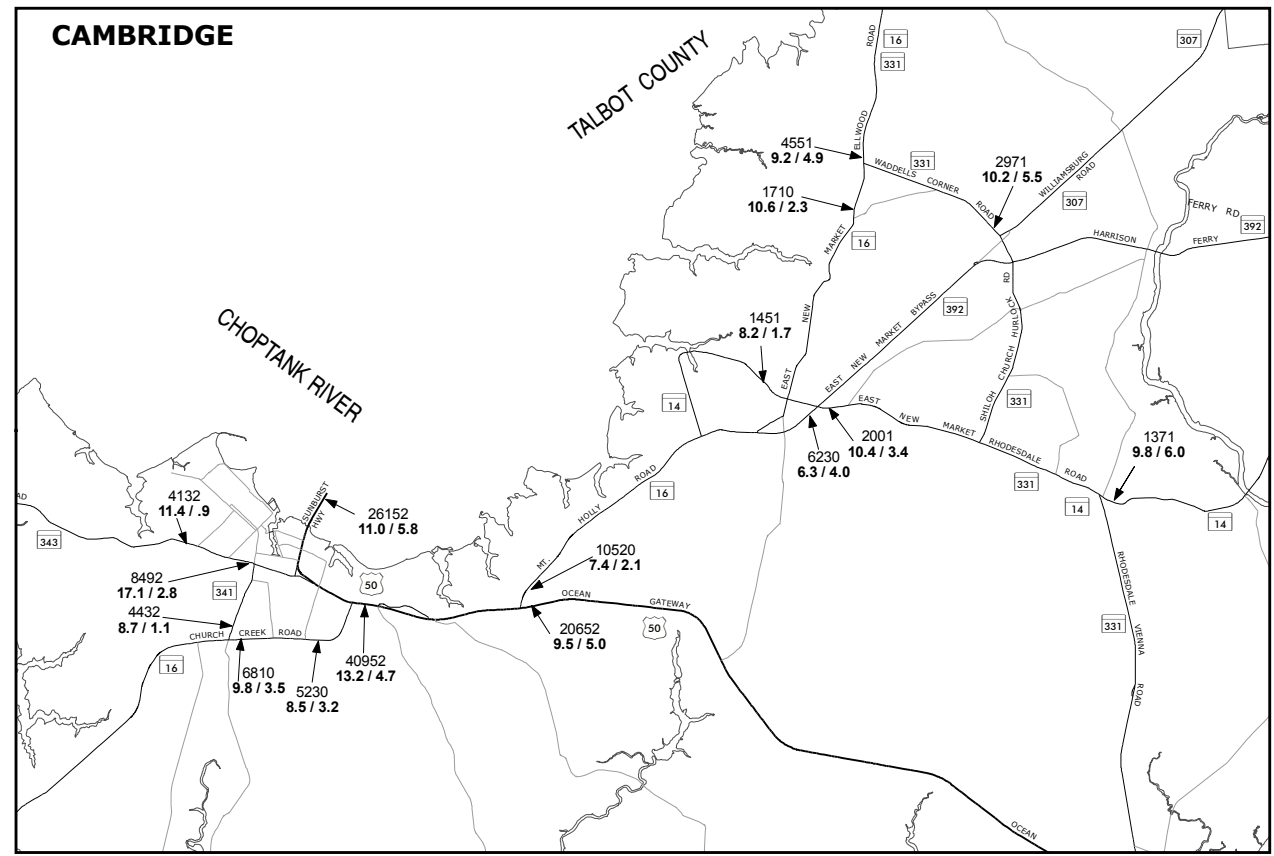 CAMBRIDGE
TALBOT COUNTY
CHOPTANK RIVER
ROAD
16
331
307
ELLWOOD
4551
9.2 / 4.9
WADDELLS
CORNER
ROAD
331
2971
10.2 / 5.5
WILLIAMSBURG
ROAD
307
1710
10.6 / 2.3
FERRY RD
392
HARRISON
FERRY
MARKET
16
NEW
EAST
RD
HURLOCK
CHURCH
SHILOH
331
392
EAST NEW MARKET BYPASS
1451
8.2 / 1.7
14
EAST
NEW
MARKET
RHODESDALE
ROAD
2001
10.4 / 3.4
6230
6.3 / 4.0
1371
9.8 / 6.0
331
14
14
ROAD
HOLLY
MT.
16
AD
343
4132
11.4 / .9
SUNBURST
HWY
26152
11.0 / 5.8
8492
17.1 / 2.8
341
50
10520
7.4 / 2.1
OCEAN
GATEWAY
50
4432
8.7 / 1.1
CHURCH
CREEK
ROAD
16
6810
9.8 / 3.5
5230
8.5 / 3.2
40952
13.2 / 4.7
20652
9.5 / 5.0
RHODESDALE
331
VIENNA
ROAD
OCEAN